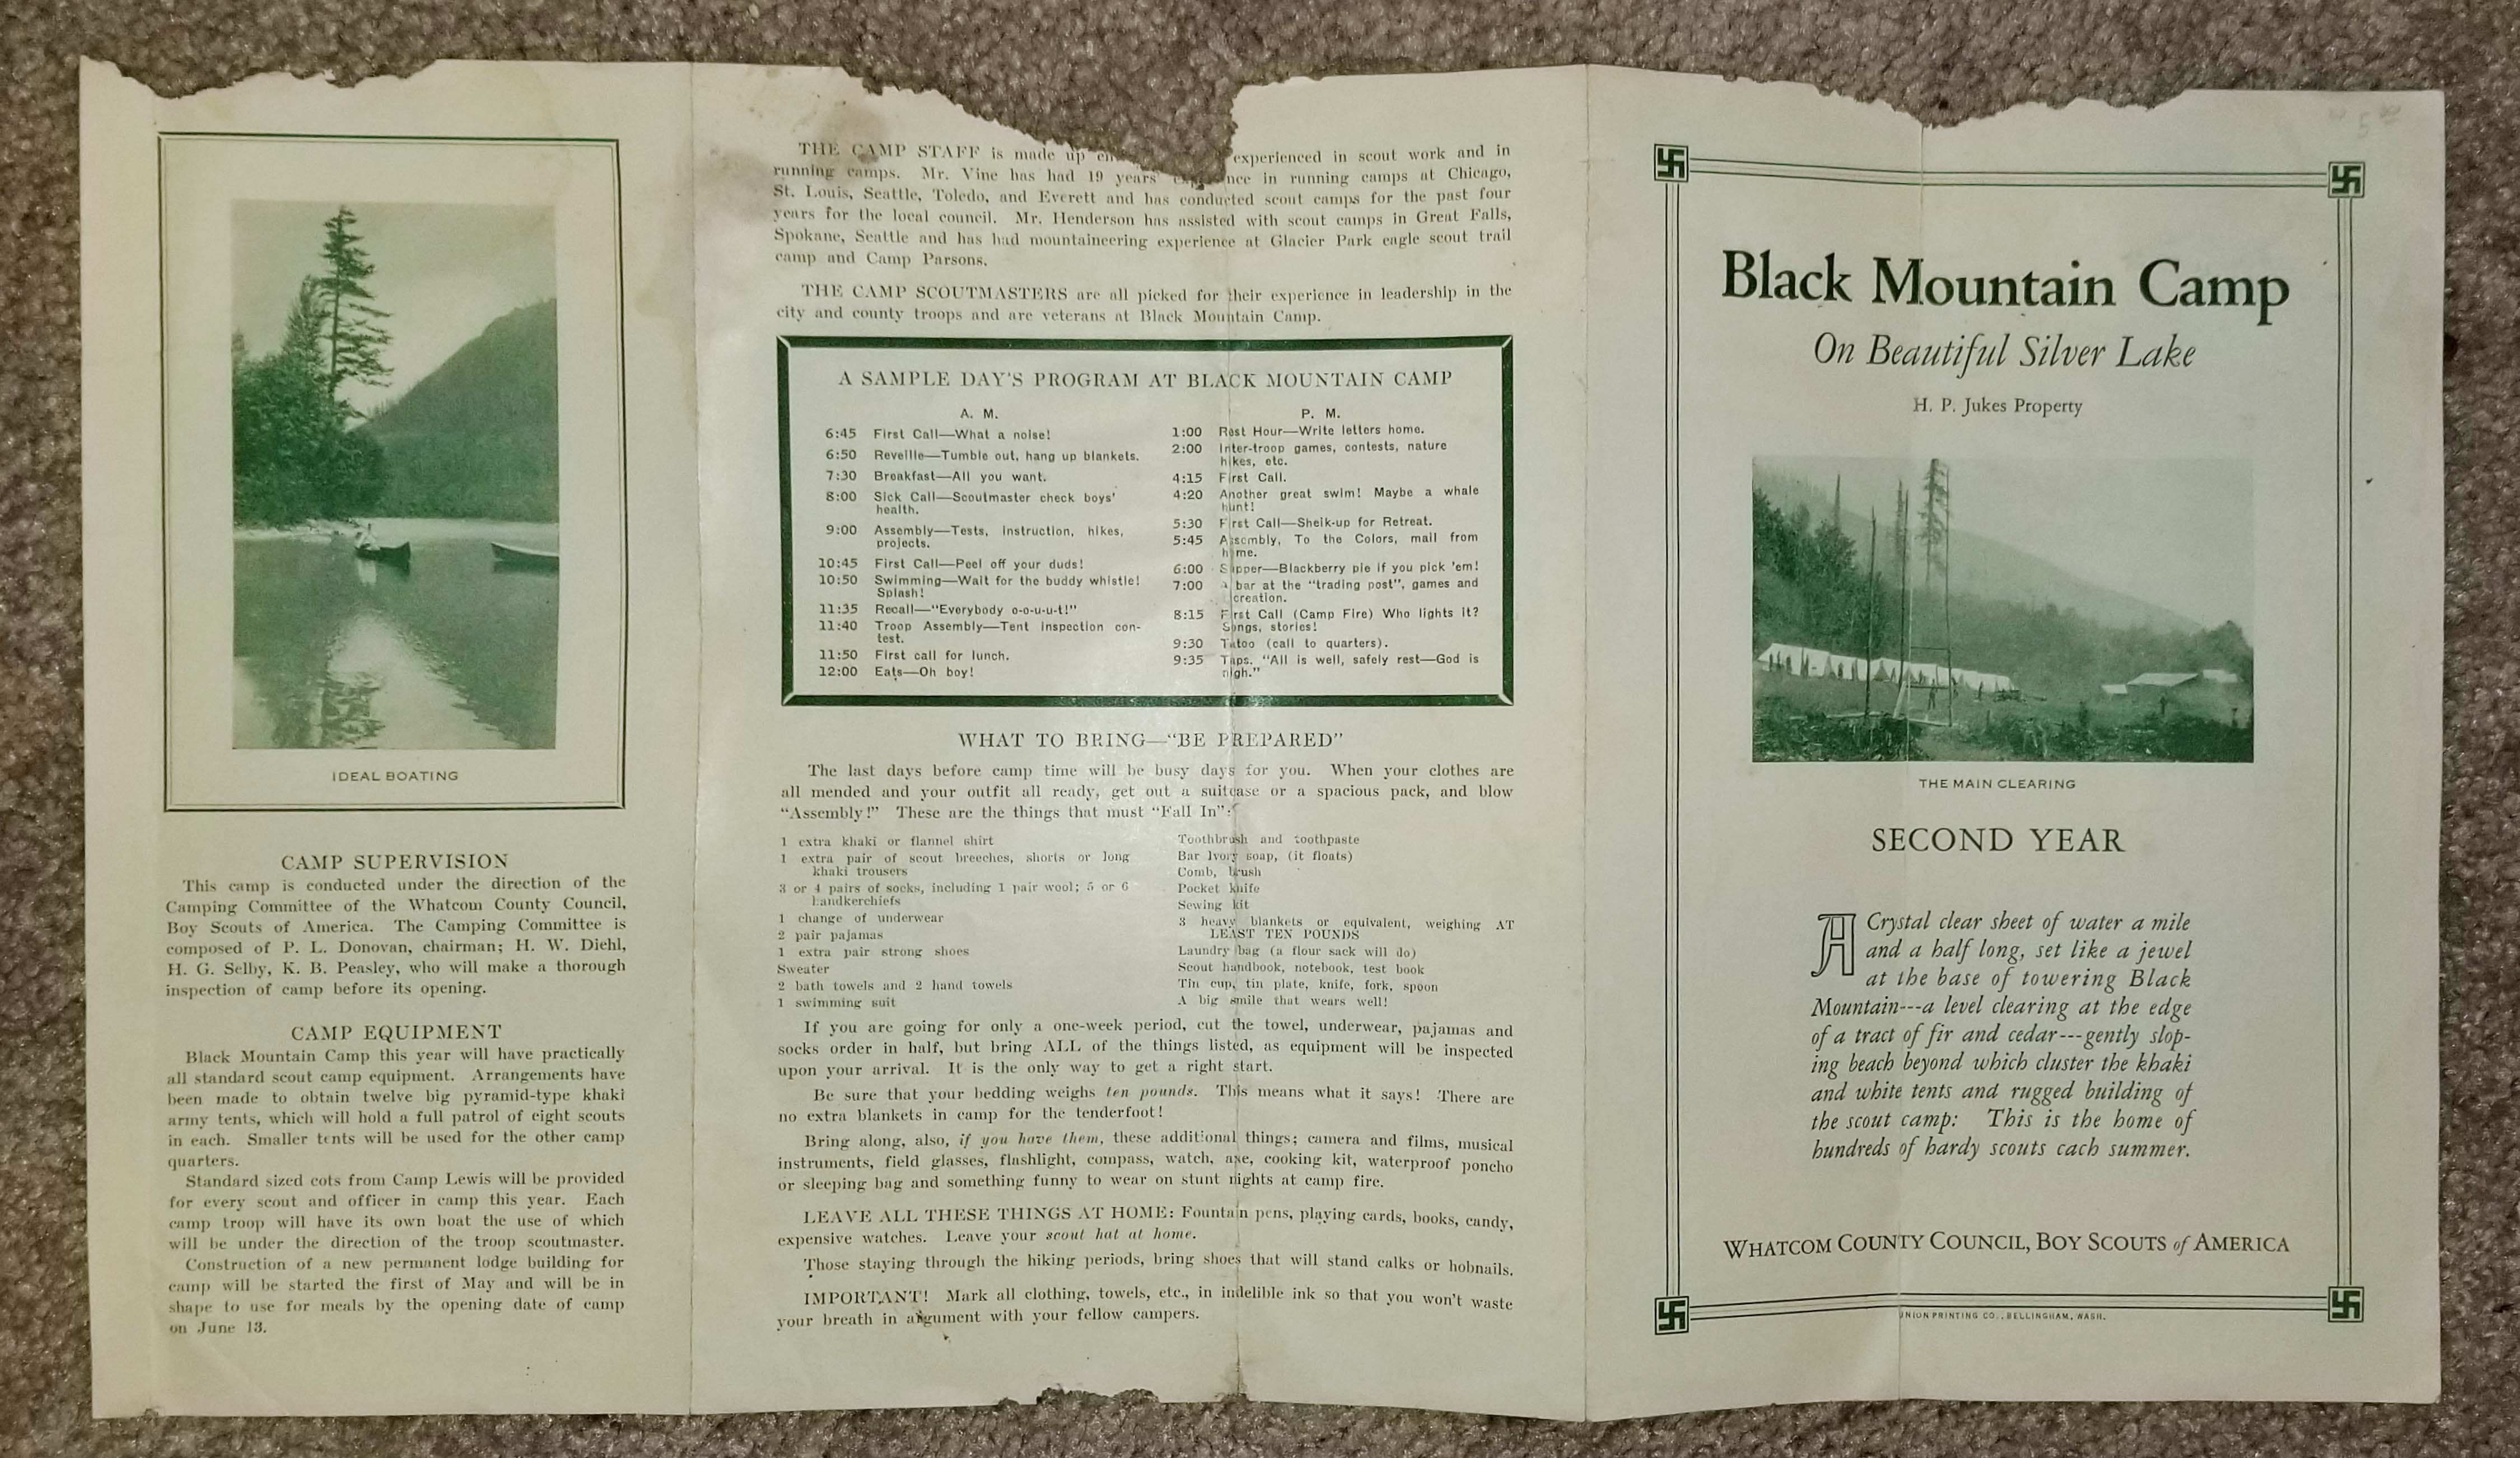 IDEAL BOATING
CAMP SUPERVISION
This camp is conducted under the direction of the
Camping Committee of the Whatcom County Council,
Boy Scouts of America. The Camping Committee is
composed of P. L. Donovan, chairman; H. W. Diehl,
H. G. Selby, K. B. Peasley, who will make a thorough
inspection of camp before its opening.
CAMP EQUIPMENT
Black Mountain Camp this year will have practically
all standard scout camp equipment. Arrangements have
been made to obtain twelve big pyramid-type khaki
army tents, which will hold a full patrol of eight scouts
in each. Smaller tents will be used for the other camp
quarters.
Standard sized cots from Camp Lewis will be provided
for every scout and officer in camp this year. Each
camp troop will have its own boat the use of which
will be under the direction of the troop scoutmaster.
Construction of a new permanent lodge building for
camp will be started the first of May and will be in
shape to use for meals by the opening date of camp
on June 13.
THE CAMP STAFF is made up experienced in scout work and in
running camps. Mr. Vine has had 19 years' in running camps at Chicago,
St. Louis, Seattle, Toledo, and Everett and has conducted scout camps for the past four
years for the local council. Mr. Henderson has assisted with scout camps in Great Falls,
Spokane, Seattle and has had mountaineering experience at Glacier Park eagle scout trail
camp and Camp Parsons.
THE CAMP SCOUTMASTERS are all picked for their experience in leadership in the
city and county troops and are veterans at Black Mountain Camp.
A SAMPLE DAY'S PROGRAM AT BLACK MOUNTAIN CAMP
A. M.
6:45 First Call—What a noise!
6:50 Reveille—Tumble out, hang up blankets.
7:30 Breakfast—All you want.
8:00 Sick Call—Scoutmaster check boys'
health.
9:00 Assembly—Tests, instruction, hikes,
projects.
10:45 First Call—Peel off your duds!
10:50 Swimming—Wait for the buddy whistle!
Splash!
11:35 Recall—"Everybody o-o-u-u-t!"
11:40 Troop Assembly—Tent inspection con-
test.
11:50 First call for lunch.
12:00 Eats—Oh boy!
P. M.
1:00 Rest Hour—Write letters home.
2:00 Inter-troop games, contests, nature
hikes, etc.
4:15 First Call.
4:20 Another great swim! Maybe a whale
hunt!
5:30 First Call—Sheik-up for Retreat.
5:45 Assembly, To the Colors, mail from
home.
6:00 Supper—Blackberry pie if you pick 'em!
7:00 bar at the "trading post", games and
8:15 First Call (Camp Fire) Who lights it?
Songs, stories!
9:30 Tatoo (call to quarters).
9:35 Taps. "All is well, safely rest—God is
nigh."
WHAT TO BRING—"BE PREPARED"
The last days before camp time will be busy days for you. When your clothes are
all mended and your outfit all ready, get out a suitcase or a spacious pack, and blow
"Assembly!" These are the things that must "Fall In":
1 extra khaki or flannel shirt
1 extra pair of scout breeches, shorts or long
khaki trousers
3 or 4 pairs of socks, including 1 pair wool; 5 or 6
handkerchiefs
1 change of underwear
2 pair pajamas
1 extra pair strong shoes
Sweater
2 bath towels and 2 hand towels
1 swimming suit
Toothbrush and toothpaste
Bar Ivory soap, (it floats)
Comb, brush
Pocket knife
Sewing kit
3 heavy blankets or equivalent, weighing AT
LEAST TEN POUNDS
Laundry bag (a flour sack will do)
Scout handbook, notebook, test book
Tin cup, tin plate, knife, fork, spoon
A big smile that wears well!
If you are going for only a one-week period, cut the towel, underwear, pajamas and
socks order in half, but bring ALL of the things listed, as equipment will be inspected
upon your arrival. It is the only way to get a right start.
Be sure that your bedding weighs ten pounds. This means what it says! There are
no extra blankets in camp for the tenderfoot!
Bring along, also, if you have them, these additional things; camera and films, musical
instruments, field glasses, flashlight, compass, watch, axe, cooking kit, waterproof poncho
or sleeping bag and something funny to wear on stunt nights at camp fire.
LEAVE ALL THESE THINGS AT HOME: Fountain pens, playing cards, books, candy,
expensive watches. Leave your scout hat at home.
Those staying through the hiking periods, bring shoes that will stand calks or hobnails.
IMPORTANT! Mark all clothing, towels, etc., in indelible ink so that you won't waste
your breath in argument with your fellow campers.
Black Mountain Camp
On Beautiful Silver Lake
H. P. Jukes Property
THE MAIN CLEARING
SECOND YEAR
A Crystal clear sheet of water a mile
and a half long, set like a jewel
at the base of towering Black
Mountain---a level clearing at the edge
of a tract of fir and cedar---gently slop-
ing beach beyond which cluster the khaki
and white tents and rugged building of
the scout camp: This is the home of
hundreds of hardy scouts each summer.
WHATCOM COUNTY COUNCIL, BOY SCOUTS of AMERICA
UNION PRINTING CO., BELLINGHAM, WASH.